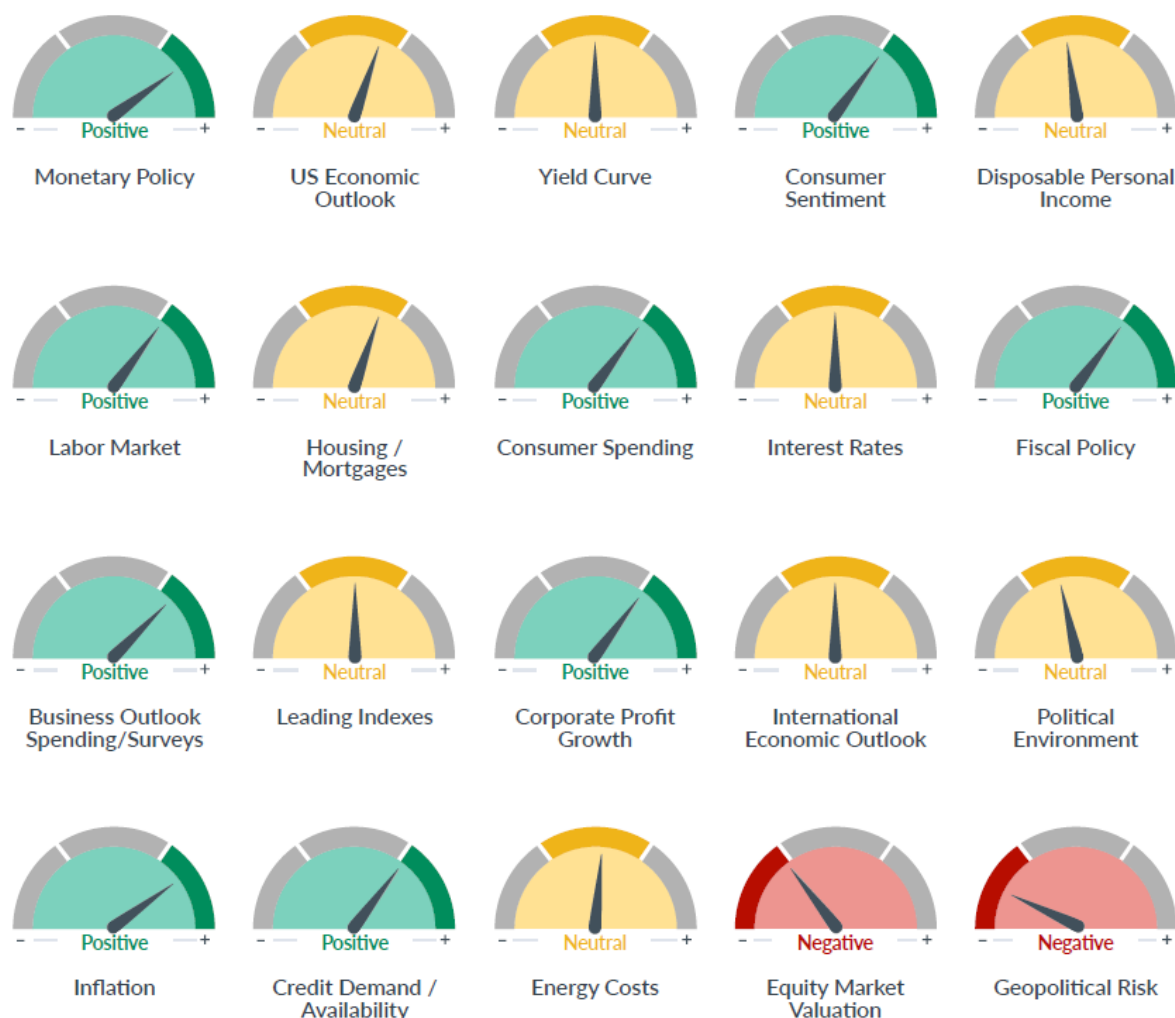 - Positive +
Monetary Policy
- Neutral +
US Economic
Outlook
- Neutral +
Yield Curve
- Positive +
Consumer
Sentiment
- Neutral +
Disposable Personal
Income
- Positive +
Labor Market
- Neutral +
Housing /
Mortgages
- Positive +
Consumer Spending
- Neutral +
Interest Rates
- Positive +
Fiscal Policy
- Positive +
Business Outlook
Spending/Surveys
- Neutral +
Leading Indexes
- Positive +
Corporate Profit
Growth
- Neutral +
International
Economic Outlook
- Neutral +
Political
Environment
- Positive +
Inflation
- Positive +
Credit Demand /
Availability
- Neutral +
Energy Costs
- Negative +
Equity Market
Valuation
- Negative +
Geopolitical Risk